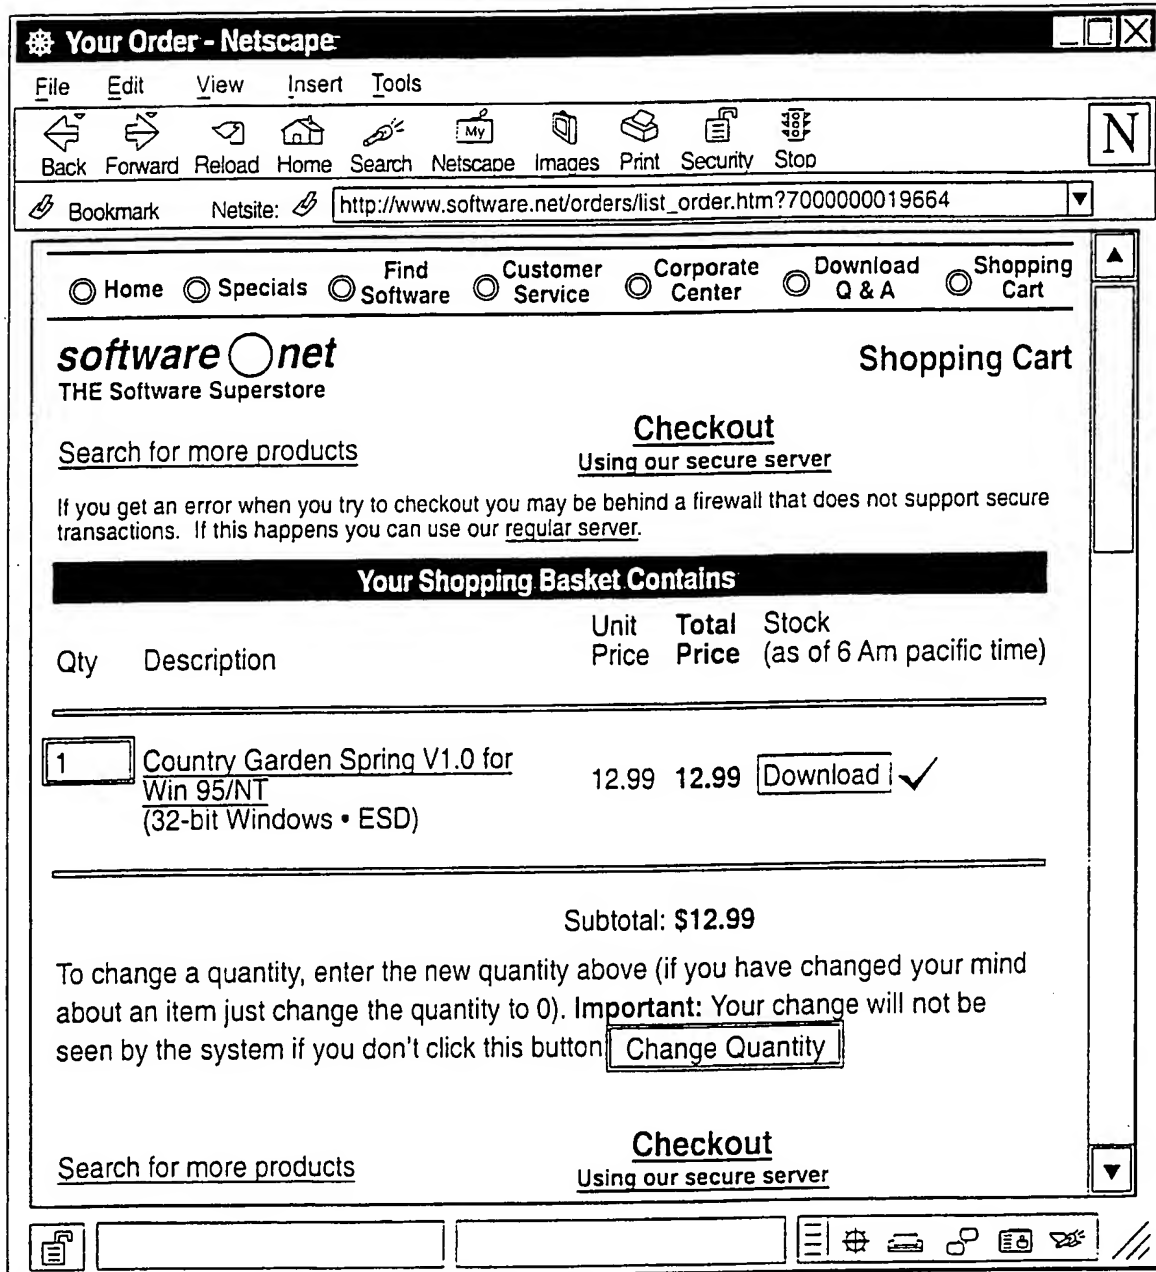 Your Order - Netscape
File Edit View Insert Tools
My
N
Back Forward Reload Home Search Netscape Images Print Security Stop
Bookmark Netsite: http://www.software.net/orders/list_order.htm?7000000019664
Home Specials Find Software Customer Service Corporate Center Download Q & A Shopping Cart
software net
Shopping Cart
THE Software Superstore
Checkout
Search for more products
Using our secure server
If you get an error when you try to checkout you may be behind a firewall that does not support secure
transactions. If this happens you can use our regular server.
Your Shopping Basket Contains
Qty Description Unit Price Total Price Stock (as of 6 Am pacific time)
1 Country Garden Spring V1.0 for
Win 95/NT
12.99 12.99 Download
(32-bit Windows • ESD)
Subtotal: $12.99
To change a quantity, enter the new quantity above (if you have changed your mind
about an item just change the quantity to 0). Important: Your change will not be
seen by the system if you don't click this button Change Quantity
Checkout
Search for more products
Using our secure server